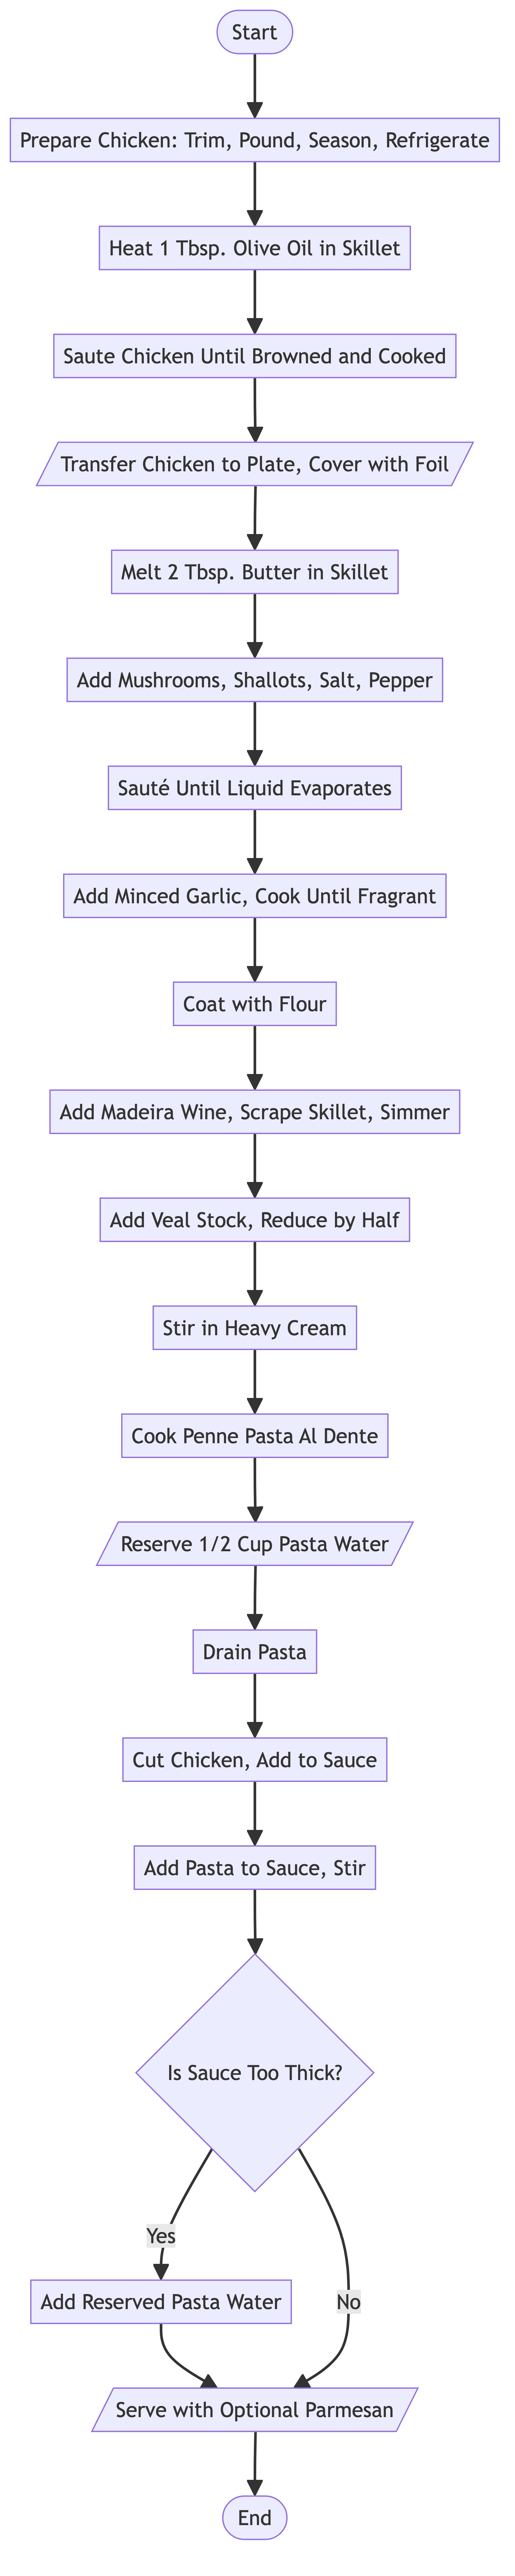 Start
Prepare Chicken: Trim, Pound, Season, Refrigerate
Heat 1 Tbsp. Olive Oil in Skillet
Saute Chicken Until Browned and Cooked
Transfer Chicken to Plate, Cover with Foil
Melt 2 Tbsp. Butter in Skillet
Add Mushrooms, Shallots, Salt, Pepper
Sauté Until Liquid Evaporates
Add Minced Garlic, Cook Until Fragrant
Coat with Flour
Add Madeira Wine, Scrape Skillet, Simmer
Add Veal Stock, Reduce by Half
Stir in Heavy Cream
Cook Penne Pasta Al Dente
Reserve 1/2 Cup Pasta Water
Drain Pasta
Cut Chicken, Add to Sauce
Add Pasta to Sauce, Stir
Is Sauce Too Thick?
Yes
Add Reserved Pasta Water
No
Serve with Optional Parmesan
End